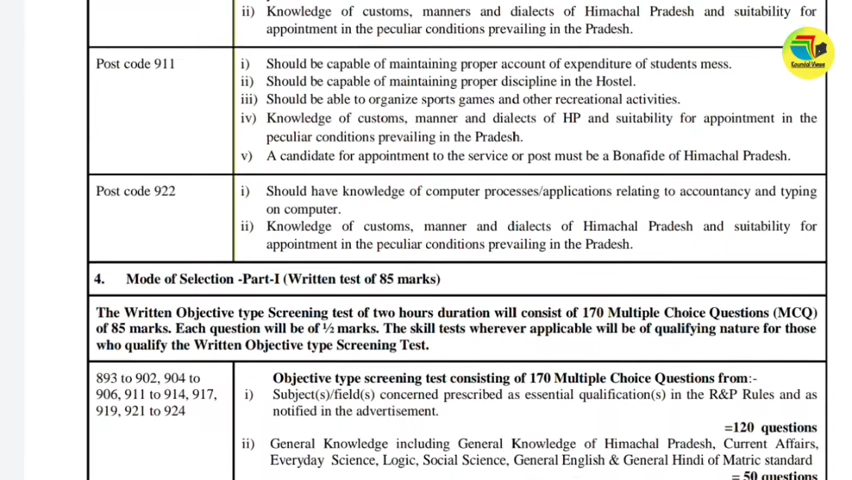 ii) Knowledge of customs, manners and dialects of Himachal Pradesh and suitability for
appointment in the peculiar conditions prevailing in the Pradesh.
Post code 911
i) Should be capable of maintaining proper account of expenditure of students mess.
ii) Should be capable of maintaining proper discipline in the Hostel.
iii) Should be able to organize sports games and other recreational activities.
iv) Knowledge of customs, manner and dialects of HP and suitability for appointment in the
peculiar conditions prevailing in the Pradesh.
v) A candidate for appointment to the service or post must be a Bonafide of Himachal Pradesh.
Post code 922
i) Should have knowledge of computer processes/applications relating to accountancy and typing
on computer.
ii) Knowledge of customs, manner and dialects of Himachal Pradesh and suitability for
appointment in the peculiar conditions prevailing in the Pradesh.
4. Mode of Selection -Part-I (Written test of 85 marks)
The Written Objective type Screening test of two hours duration will consist of 170 Multiple Choice Questions (MCQ)
of 85 marks. Each question will be of ½ marks. The skill tests wherever applicable will be of qualifying nature for those
who qualify the Written Objective type Screening Test.
893 to 902, 904 to
906, 911 to 914, 917,
919, 921 to 924
Objective type screening test consisting of 170 Multiple Choice Questions from:-
i) Subject(s)/field(s) concerned prescribed as essential qualification(s) in the R&P Rules and as
notified in the advertisement.
=120 questions
ii) General Knowledge including General Knowledge of Himachal Pradesh, Current Affairs,
Everyday Science, Logic, Social Science, General English & General Hindi of Matric standard
= 50 questions